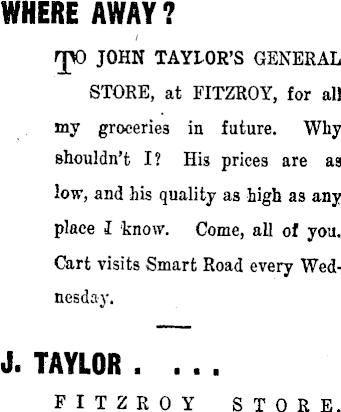 WHERE AWAY?
TO JOHN TAYLOR'S GENERAL
STORE, at FITZROY, for all
my groceries in future. Why
shouldn't I? His prices are as
low, and his quality as high as any
place I know. Come, all of you.
Cart visits Smart Road every Wed-
nesday.
J. TAYLOR . . . .
FITZROY STORE.